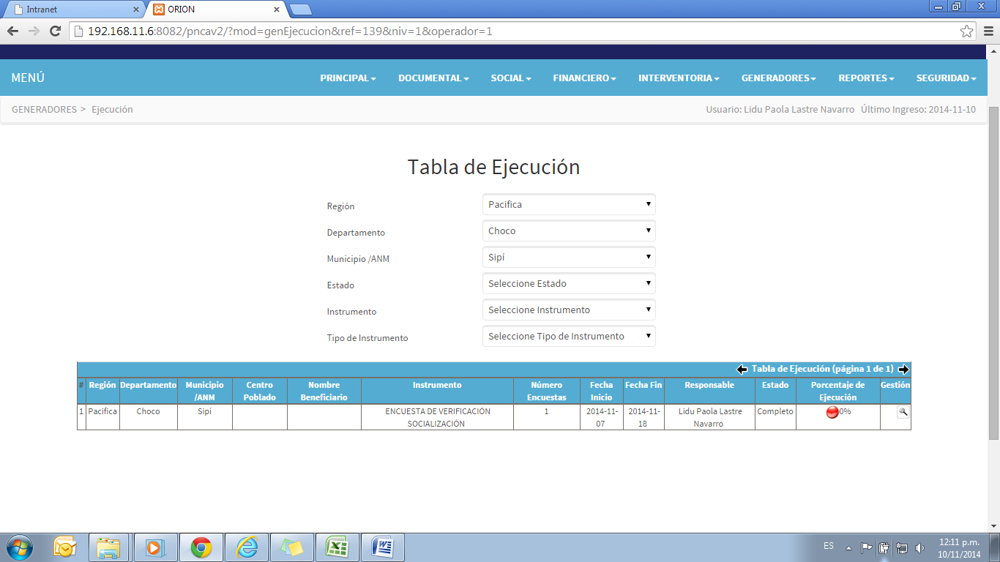 Intranet
ORION
192.168.11.6:8082/pncav2/?mod=genEjecucion&ref=139&niv=1&operador=1
MENÚ
PRINCIPAL
DOCUMENTAL
SOCIAL
FINANCIERO
INTERVENTORIA
GENERADORES
REPORTES
SEGURIDAD
GENERADORES > Ejecución
Usuario: Lidu Paola Lastre Navarro Último Ingreso: 2014-11-10
Tabla de Ejecución
Región Pacifica
Departamento Choco
Municipio /ANM Sipí
Estado Seleccione Estado
Instrumento Seleccione Instrumento
Tipo de Instrumento Seleccione Tipo de Instrumento
Tabla de Ejecución (página 1 de 1)
# Región Departamento Municipio Centro Nombre Instrumento Número Fecha Fecha Fin Responsable Estado Porcentaje de Gestión
/ANM Poblado Beneficiario Encuestas Inicio Ejecución
1 Pacifica Choco Sipí ENCUESTA DE VERIFICACIÓN 1 2014-11- 2014-11- Lidu Paola Lastre Completo 0%
SOCIALIZACIÓN 07 18 Navarro
ES
12:11 p.m.
10/11/2014